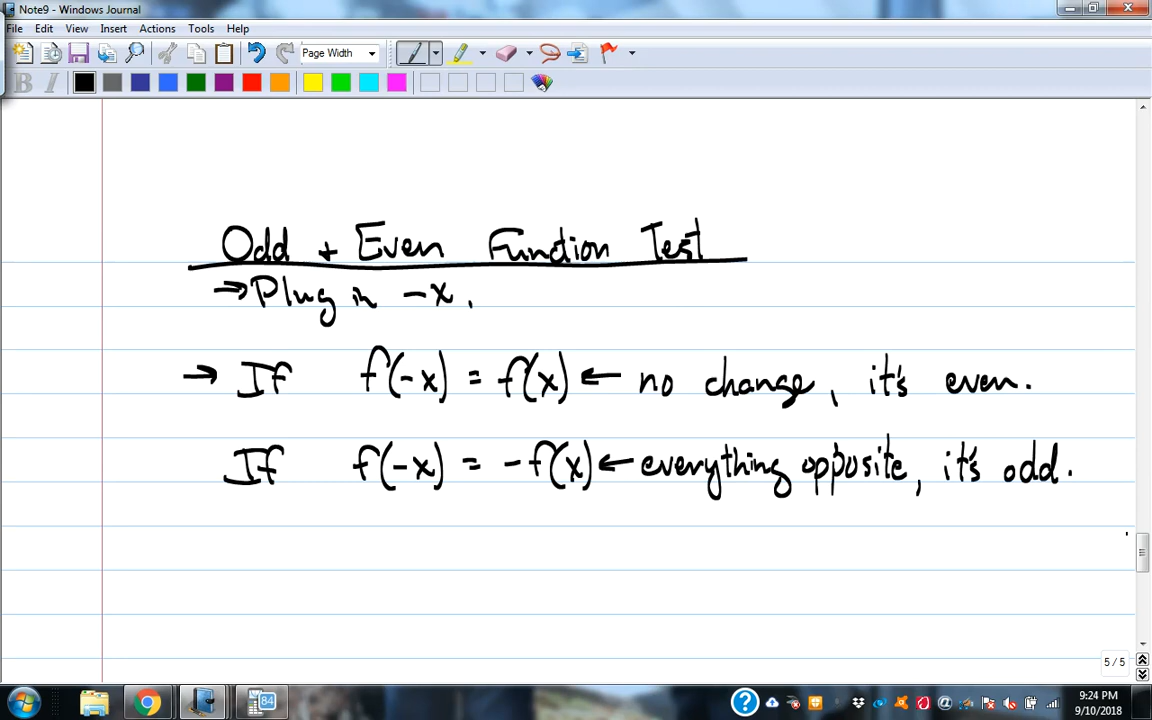 Note9 - Windows Journal
File Edit View Insert Actions Tools Help
Page Width
B I
Odd + Even Function Test
→ Plug in -x.
→ If f(-x) = f(x) ← no change, it's even.
If f(-x) = -f(x) ← everything opposite, it's odd.
5 / 5
84
9:24 PM
9/10/2018